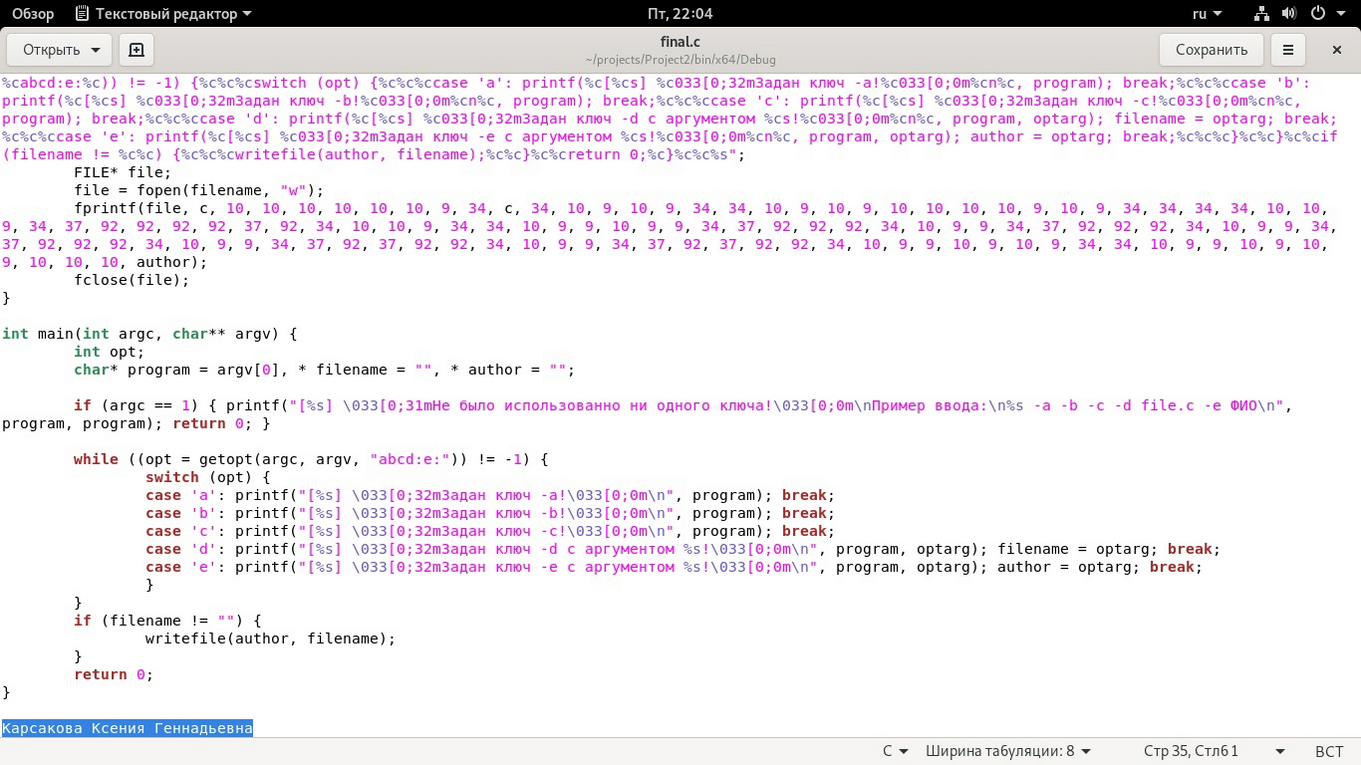 Обзор Текстовый редактор Пт, 22:04 ru
Открыть final.c Сохранить
~/projects/Project2/bin/x64/Debug
%cabcd:e:%c)) != -1) {%c%c%cswitch (opt) {%c%c%c%ccase 'a': printf(%c[%cs] %c033[0;32mЗадан ключ -a!%c033[0;0m%cn%c, program); break;%c%c%ccase 'b':
printf(%c[%cs] %c033[0;32mЗадан ключ -b!%c033[0;0m%cn%c, program); break;%c%c%ccase 'c': printf(%c[%cs] %c033[0;32mЗадан ключ -c!%c033[0;0m%cn%c,
program); break;%c%c%ccase 'd': printf(%c[%cs] %c033[0;32mЗадан ключ -d с аргументом %cs!%c033[0;0m%cn%c, program, optarg); filename = optarg; break;
%c%c%ccase 'e': printf(%c[%cs] %c033[0;32mЗадан ключ -e с аргументом %cs!%c033[0;0m%cn%c, program, optarg); author = optarg; break;%c%c%c}%c%c}%c%cif
(filename != %c%c) {%c%c%cwritefile(author, filename);%c%c}%c%creturn 0;%c}%c%c%s";
FILE* file;
file = fopen(filename, "w");
fprintf(file, c, 10, 10, 10, 10, 10, 10, 9, 34, c, 34, 10, 9, 10, 9, 34, 34, 10, 9, 10, 9, 10, 10, 10, 10, 9, 10, 9, 34, 34, 34, 34, 10, 10,
9, 34, 37, 92, 92, 92, 92, 37, 92, 34, 10, 10, 9, 34, 34, 10, 9, 9, 10, 9, 9, 34, 37, 92, 92, 92, 34, 10, 9, 9, 34, 37, 92, 92, 92, 34, 10, 9, 9, 34,
37, 92, 92, 92, 34, 10, 9, 9, 34, 37, 92, 37, 92, 92, 34, 10, 9, 9, 34, 37, 92, 37, 92, 92, 34, 10, 9, 9, 10, 9, 10, 9, 34, 34, 10, 9, 9, 10, 9, 10,
9, 10, 10, 10, author);
fclose(file);
}
int main(int argc, char** argv) {
int opt;
char* program = argv[0], * filename = "", * author = "";
if (argc == 1) { printf("[%s] \033[0;31mНе было использованно ни одного ключа!\033[0;0m\nПример ввода:\n%s -a -b -c -d file.c -e ФИО\n",
program, program); return 0; }
while ((opt = getopt(argc, argv, "abcd:e:")) != -1) {
switch (opt) {
case 'a': printf("[%s] \033[0;32mЗадан ключ -a!\033[0;0m\n", program); break;
case 'b': printf("[%s] \033[0;32mЗадан ключ -b!\033[0;0m\n", program); break;
case 'c': printf("[%s] \033[0;32mЗадан ключ -c!\033[0;0m\n", program); break;
case 'd': printf("[%s] \033[0;32mЗадан ключ -d с аргументом %s!\033[0;0m\n", program, optarg); filename = optarg; break;
case 'e': printf("[%s] \033[0;32mЗадан ключ -e с аргументом %s!\033[0;0m\n", program, optarg); author = optarg; break;
}
}
if (filename != "") {
writefile(author, filename);
}
return 0;
}
Карсакова Ксения Геннадьевна
C Ширина табуляции: 8 Стр 35, Стлб 1 ВСТ